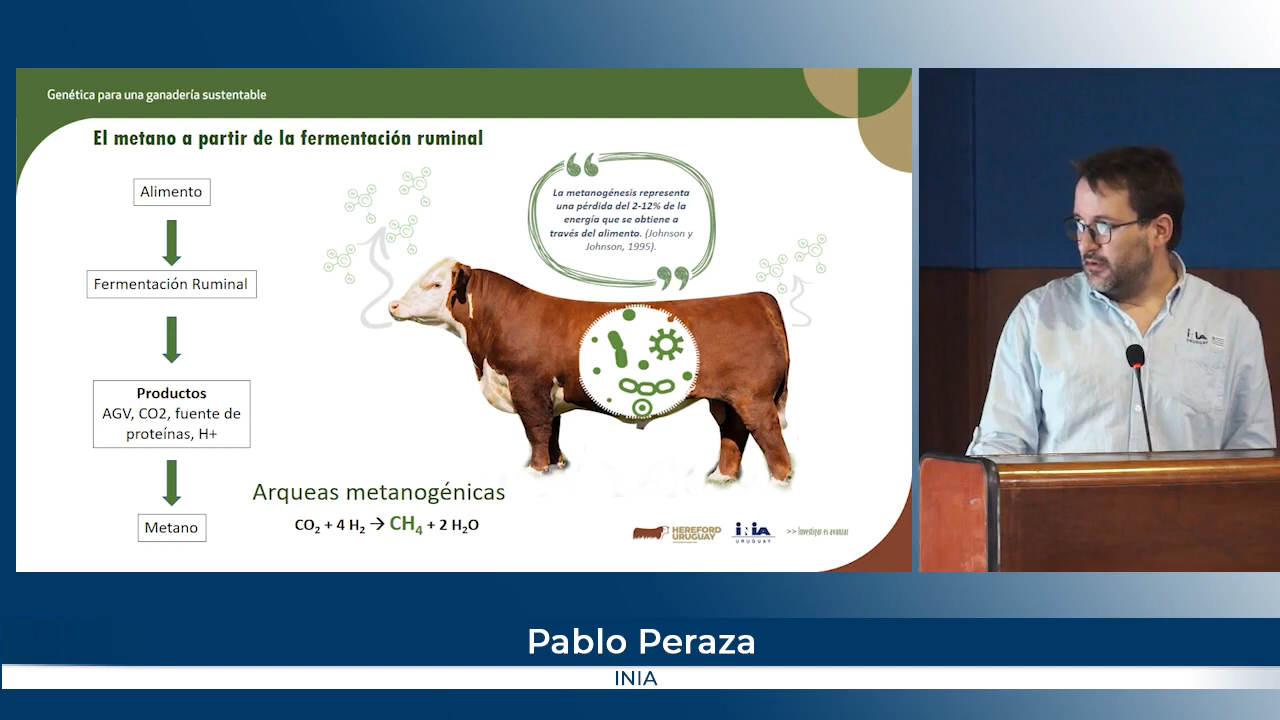 Genética para una ganadería sustentable
El metano a partir de la fermentación ruminal
Alimento
Fermentación Ruminal
Productos
AGV, CO2, fuente de
proteínas, H+
Metano
La metanogénesis representa
una pérdida del 2-12% de la
energía que se obtiene a
través del alimento. (Johnson y
Johnson, 1995).
Arqueas metanogénicas
CO₂ + 4 H₂ → CH₄ + 2 H₂O
HEREFORD
URUGUAY
INIA
URUGUAY
>> Investigar es avanzar
INIA
URUGUAY
Pablo Peraza
INIA